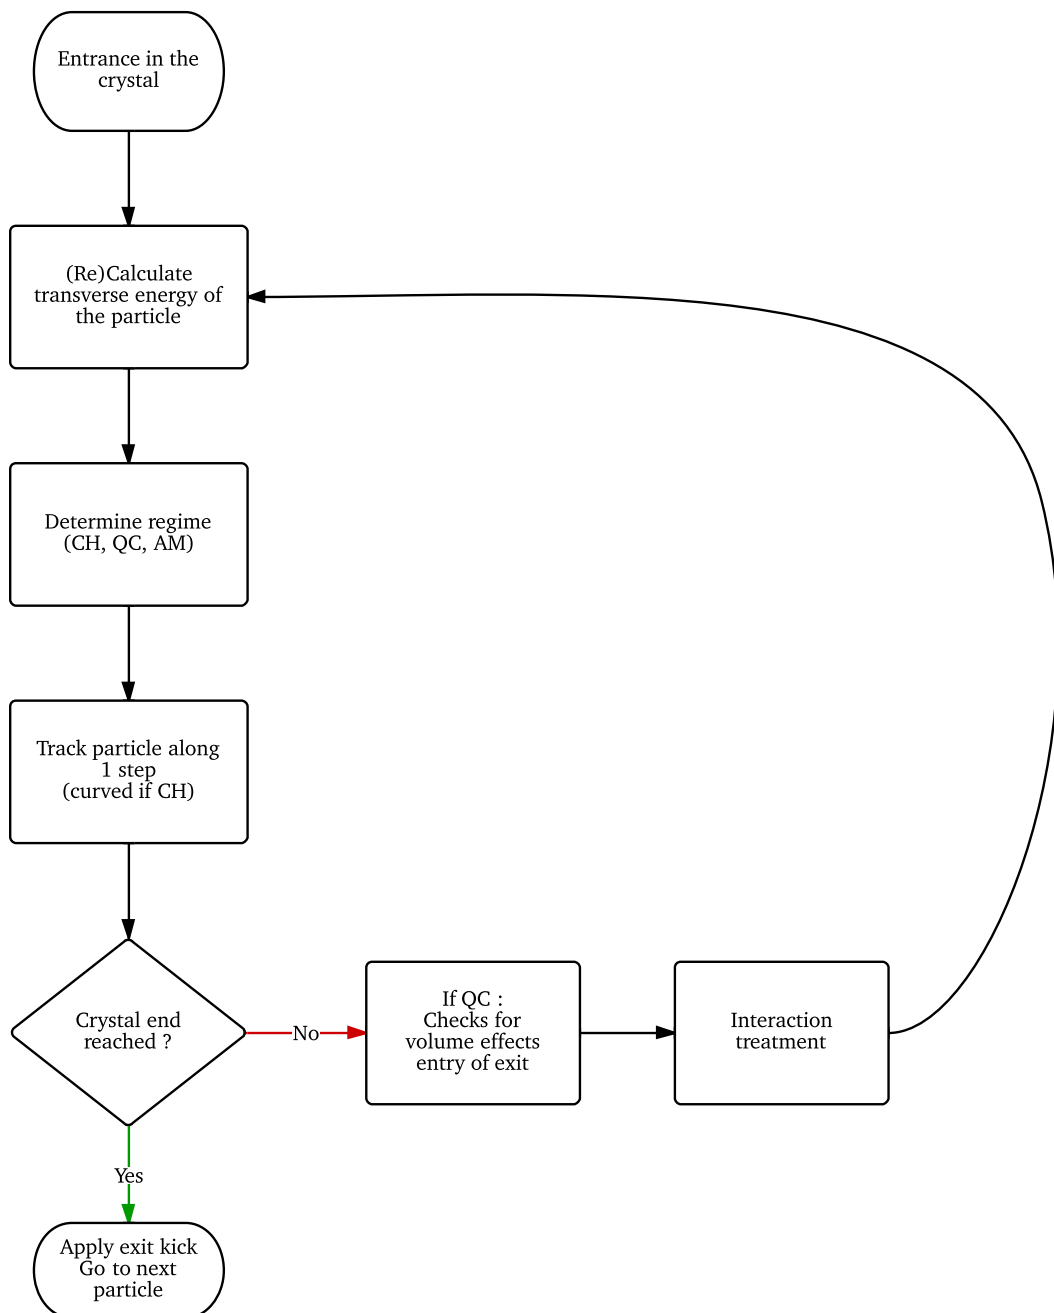 Entrance in the
crystal
(Re)Calculate
transverse energy of
the particle
Determine regime
(CH, QC, AM)
Track particle along
1 step
(curved if CH)
Crystal end
reached ?
No
If QC :
Checks for
volume effects
entry of exit
Interaction
treatment
Yes
Apply exit kick
Go to next
particle